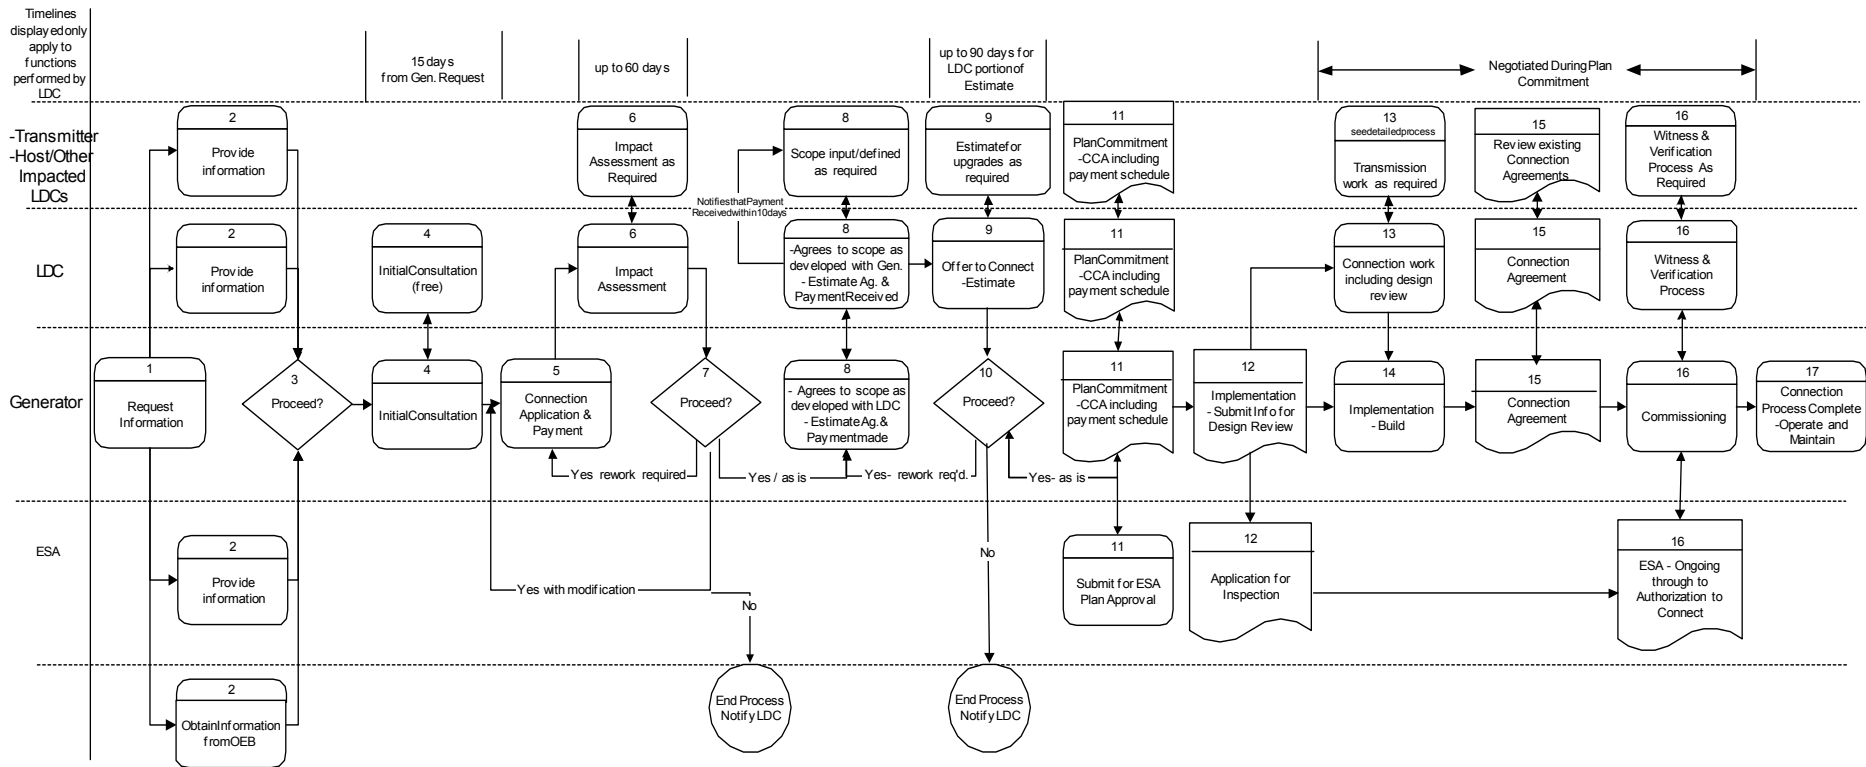 Timelines
displayed only
apply to
functions
performed by
LDC
15 days
from Gen. Request
up to 60 days
up to 90 days for
LDC portion of
Estimate
Negotiated During Plan
Commitment
-Transmitter
-Host/Other
Impacted
LDCs
2
Provide
information
6
Impact
Assessment as
Required
8
Scope input/defined
as required
9
Estimate for
upgrades as
required
11
Plan Commitment
-CCA including
payment schedule
13
see detailed process
Transmission
work as required
15
Review existing
Connection
Agreements
16
Witness &
Verification
Process As
Required
Notifies that Payment
Received within 10 days
LDC
2
Provide
information
4
Initial Consultation
(free)
6
Impact
Assessment
8
-Agrees to scope as
developed with Gen.
- Estimate Ag. &
Payment Received
9
Offer to Connect
-Estimate
11
Plan Commitment
-CCA including
payment schedule
13
Connection work
including design
review
15
Connection
Agreement
16
Witness &
Verification
Process
Generator
1
Request
Information
3
Proceed?
4
Initial Consultation
5
Connection
Application &
Payment
7
Proceed?
8
- Agrees to scope as
developed with LDC
- Estimate Ag. &
Payment made
10
Proceed?
11
Plan Commitment
-CCA including
payment schedule
12
Implementation
- Submit Info for
Design Review
14
Implementation
- Build
15
Connection
Agreement
16
Commissioning
17
Connection
Process Complete
-Operate and
Maintain
Yes rework required
Yes / as is
Yes- rework req'd.
Yes- as is
ESA
2
Provide
information
Yes with modification
No
No
11
Submit for ESA
Plan Approval
12
Application for
Inspection
16
ESA - Ongoing
through to
Authorization to
Connect
2
Obtain Information
from OEB
End Process
Notify LDC
End Process
Notify LDC